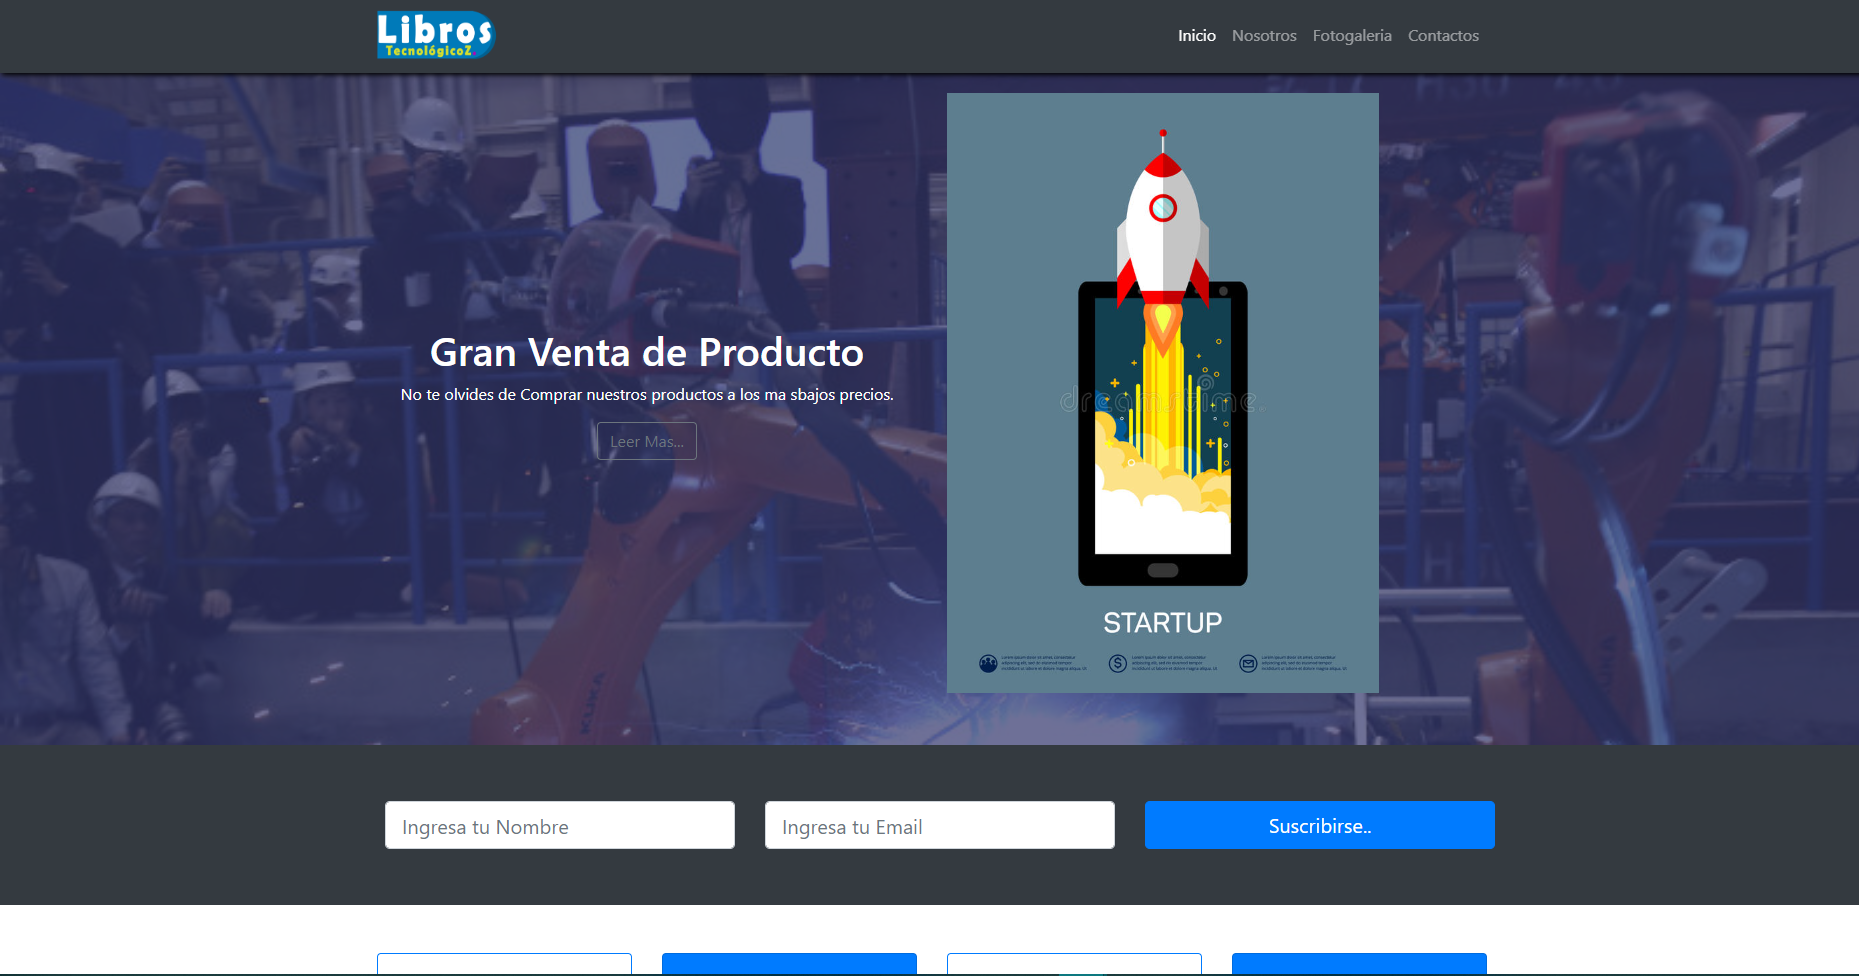 Libros
TecnológicoZ
Inicio Nosotros Fotogaleria Contactos
Gran Venta de Producto
No te olvides de Comprar nuestros productos a los ma sbajos precios.
Leer Mas...
dreamstime.
KUKA
STARTUP
Ingresa tu Nombre
Ingresa tu Email
Suscribirse..